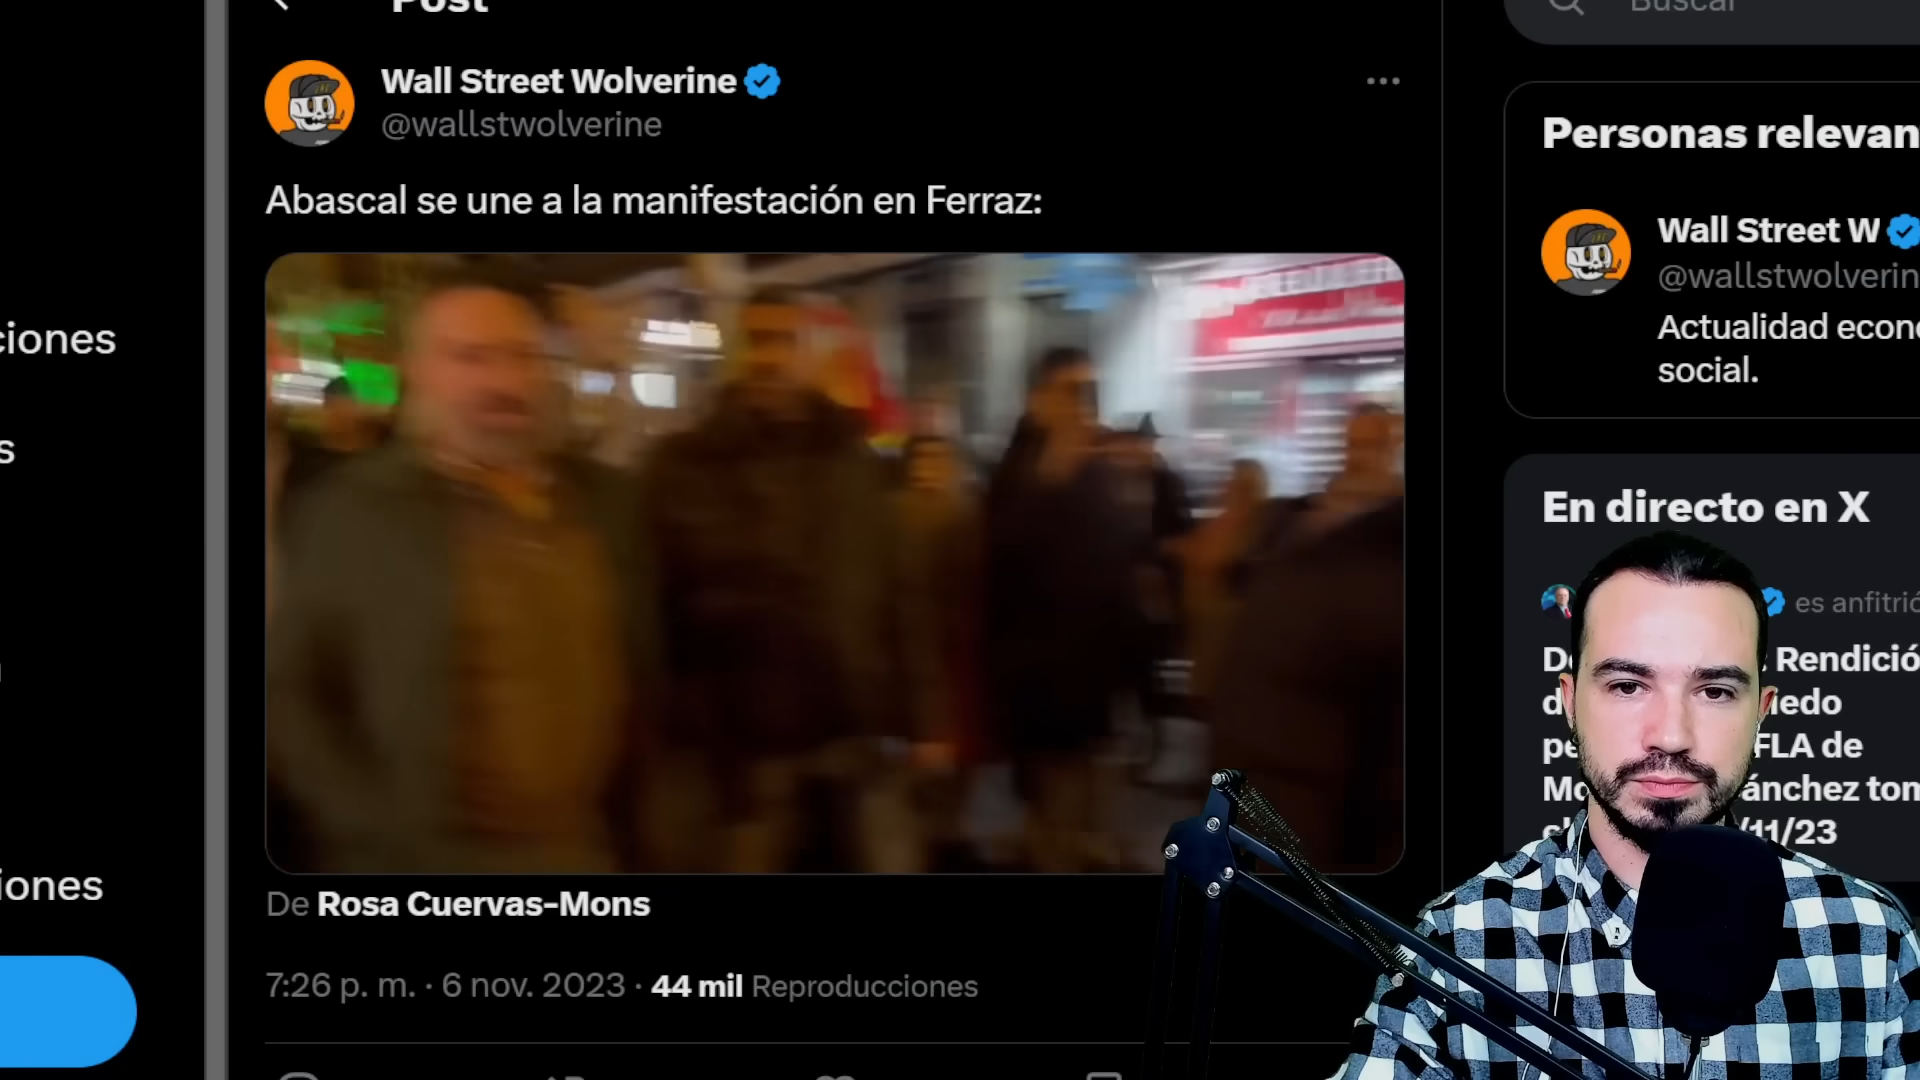 Post
Buscar
Wall Street Wolverine
@wallstwolverine
Abascal se une a la manifestación en Ferraz:
De Rosa Cuervas-Mons
7:26 p. m. · 6 nov. 2023 · 44 mil Reproducciones
ciones
s
iones
Personas relevan
Wall Street W
@wallstwolverin
Actualidad econ
social.
En directo en X
es anfitrió
Rendició
iedo
FLA de
ánchez tom
/11/23